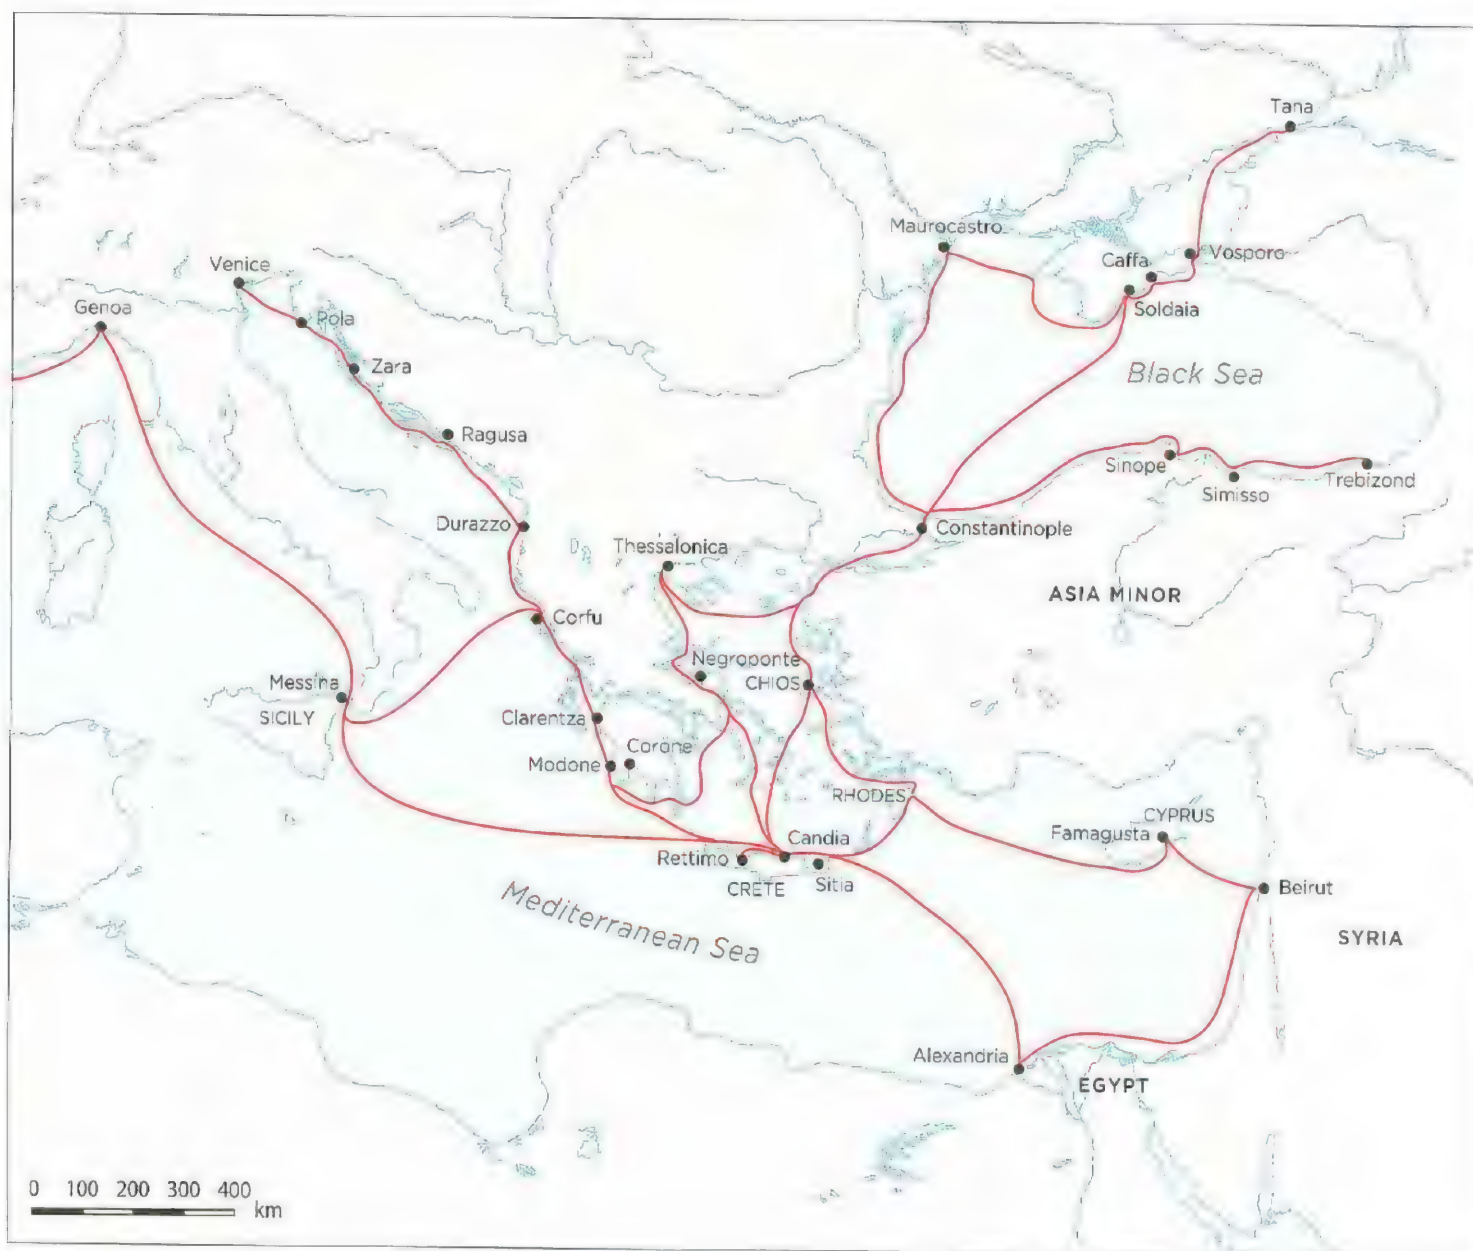 Tana
Maurocastro
Vosporo
Caffa
Venice
Soldaia
Genoa
Pola
Zara
Black Sea
Ragusa
Sinope
Simisso
Trebizond
Durazzo
Constantinople
Thessalonica
ASIA MINOR
Corfu
Negroponte
CHIOS
Messina
SICILY
Clarentza
Corone
Modone
RHODES
CYPRUS
Famagusta
Candia
Rettimo
CRETE
Sitia
Beirut
Mediterranean Sea
SYRIA
Alexandria
EGYPT
0 100 200 300 400
km